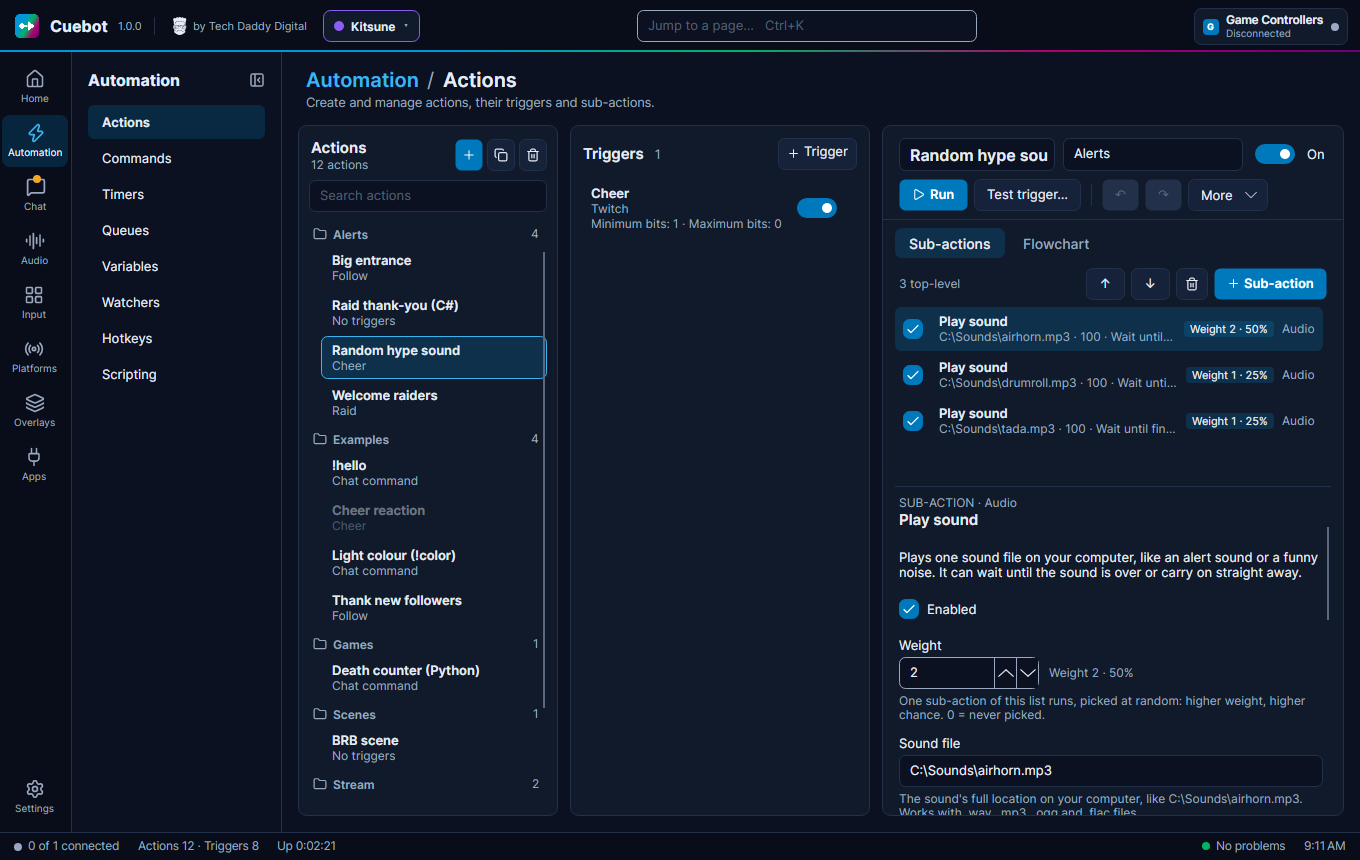 Cuebot 1.0.0 by Tech Daddy Digital Kitsune
Jump to a page... Ctrl+K
G Game Controllers
Disconnected
Home
Automation
Chat
Audio
Input
Platforms
Overlays
Apps
Settings
Automation
Actions
Commands
Timers
Queues
Variables
Watchers
Hotkeys
Scripting
Automation / Actions
Create and manage actions, their triggers and sub-actions.
Actions
12 actions
Search actions
Alerts 4
Big entrance
Follow
Raid thank-you (C#)
No triggers
Random hype sound
Cheer
Welcome raiders
Raid
Examples 4
!hello
Chat command
Cheer reaction
Cheer
Light colour (!color)
Chat command
Thank new followers
Follow
Games 1
Death counter (Python)
Chat command
Scenes 1
BRB scene
No triggers
Stream 2
Triggers 1
+ Trigger
Cheer
Twitch
Minimum bits: 1 · Maximum bits: 0
Random hype sou
Alerts
On
Run
Test trigger...
More
Sub-actions
Flowchart
3 top-level
+ Sub-action
Play sound
C:\Sounds\airhorn.mp3 · 100 · Wait until...
Weight 2 · 50%
Audio
Play sound
C:\Sounds\drumroll.mp3 · 100 · Wait unti...
Weight 1 · 25%
Audio
Play sound
C:\Sounds\tada.mp3 · 100 · Wait until fin...
Weight 1 · 25%
Audio
SUB-ACTION · Audio
Play sound
Plays one sound file on your computer, like an alert sound or a funny
noise. It can wait until the sound is over or carry on straight away.
Enabled
Weight
2
Weight 2 · 50%
One sub-action of this list runs, picked at random: higher weight, higher
chance. 0 = never picked.
Sound file
C:\Sounds\airhorn.mp3
The sound's full location on your computer, like C:\Sounds\airhorn.mp3.
Works with .wav, .mp3, .ogg and .flac files.
0 of 1 connected
Actions 12 · Triggers 8
Up 0:02:21
No problems
9:11 AM